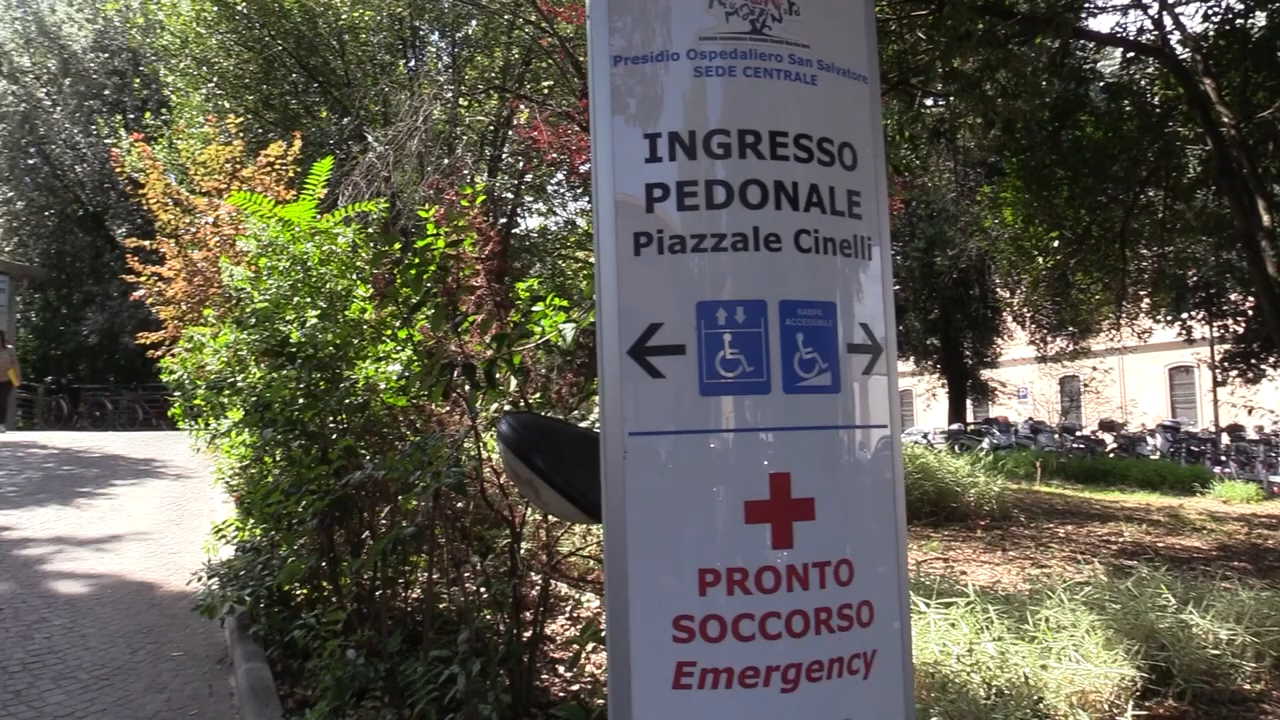 Presidio Ospedaliero San Salvatore
SEDE CENTRALE
INGRESSO
PEDONALE
Piazzale Cinelli
RAMPA
ACCESSIBILE
PRONTO
SOCCORSO
Emergency